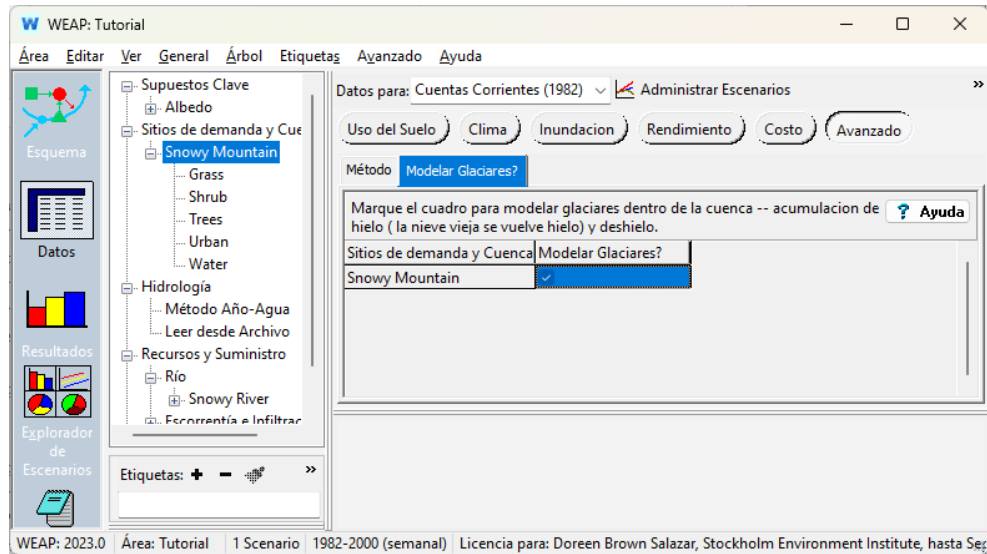 WEAP: Tutorial
Área Editar Ver General Árbol Etiquetas Avanzado Ayuda
Esquema
Datos
Resultados
Explorador
de
Escenarios
Supuestos Clave
Albedo
Sitios de demanda y Cue
Snowy Mountain
Grass
Shrub
Trees
Urban
Water
Hidrología
Método Año-Agua
Leer desde Archivo
Recursos y Suministro
Río
Snowy River
Escorrentía e Infiltrac
Etiquetas:
Datos para: Cuentas Corrientes (1982) Administrar Escenarios
Uso del Suelo Clima Inundacion Rendimiento Costo Avanzado
Método Modelar Glaciares?
Marque el cuadro para modelar glaciares dentro de la cuenca -- acumulacion de
hielo ( la nieve vieja se vuelve hielo) y deshielo.
? Ayuda
Sitios de demanda y Cuenca Modelar Glaciares?
Snowy Mountain
WEAP: 2023.0 Área: Tutorial 1 Scenario 1982-2000 (semanal) Licencia para: Doreen Brown Salazar, Stockholm Environment Institute, hasta Sep